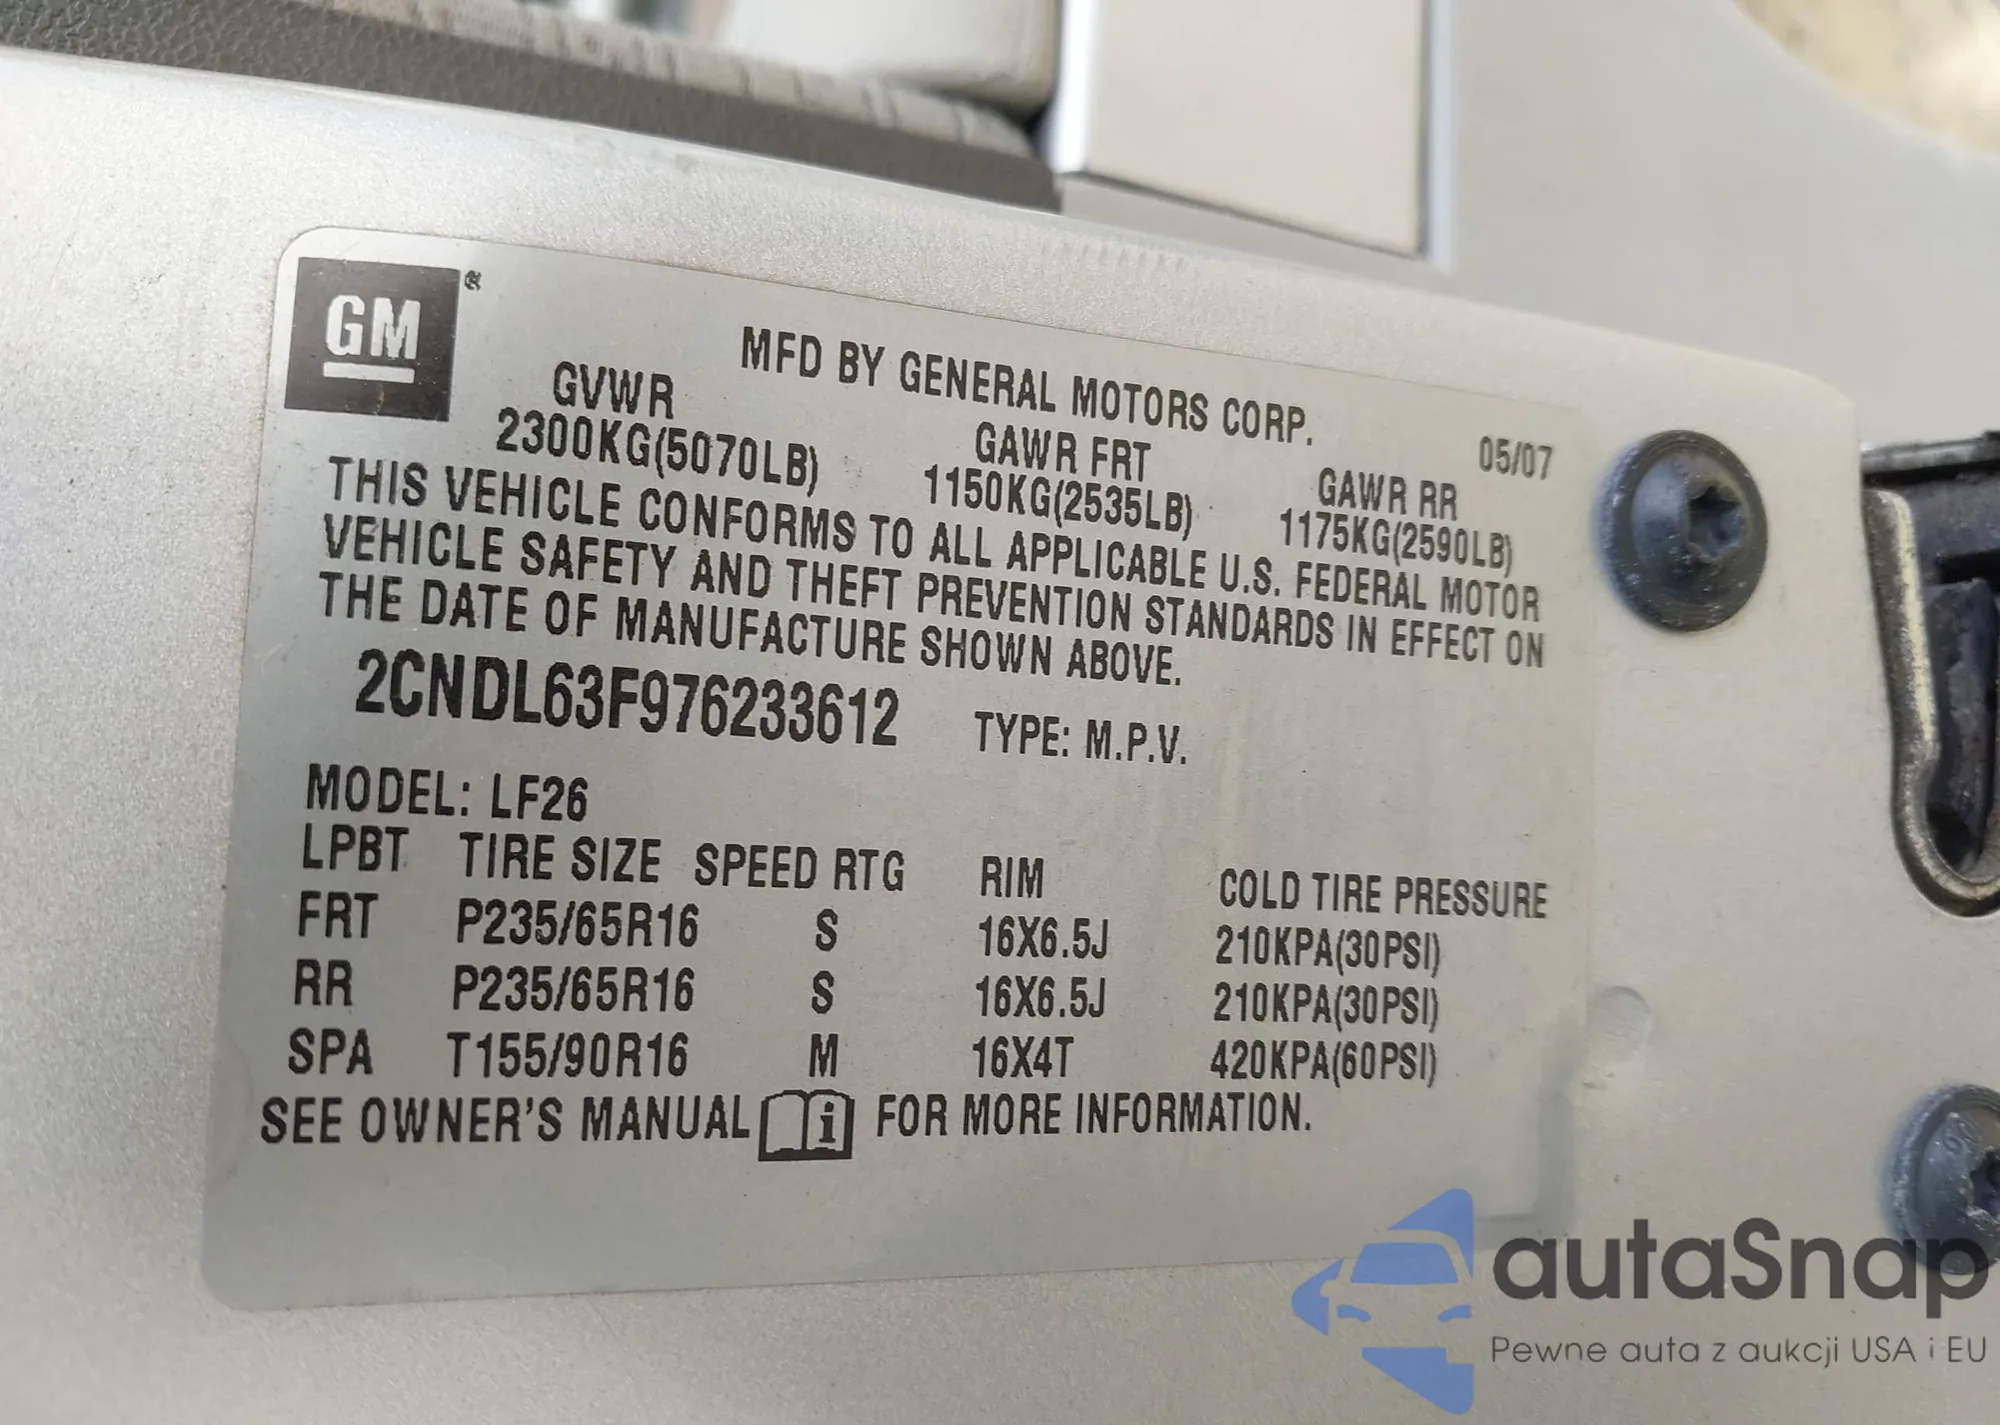 GM®
MFD BY GENERAL MOTORS CORP.
05/07
GVWR
2300KG(5070LB)
GAWR FRT
1150KG(2535LB)
GAWR RR
1175KG(2590LB)
THIS VEHICLE CONFORMS TO ALL APPLICABLE U.S. FEDERAL MOTOR
VEHICLE SAFETY AND THEFT PREVENTION STANDARDS IN EFFECT ON
THE DATE OF MANUFACTURE SHOWN ABOVE.
2CNDL63F976233612 TYPE: M.P.V.
MODEL: LF26
LPBT TIRE SIZE SPEED RTG RIM COLD TIRE PRESSURE
FRT P235/65R16 S 16X6.5J 210KPA(30PSI)
RR P235/65R16 S 16X6.5J 210KPA(30PSI)
SPA T155/90R16 M 16X4T 420KPA(60PSI)
SEE OWNER'S MANUAL i FOR MORE INFORMATION.
autaSnap
Pewne auta z aukcji USA i EU